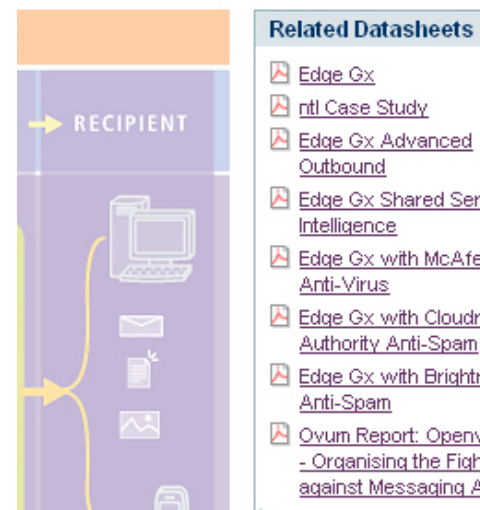 RECIPIENT
Related Datasheets
Edge Gx
ntl Case Study
Edge Gx Advanced
Outbound
Edge Gx Shared
Intelligence
Edge Gx with
Anti-Virus
Edge Gx with
Authority Anti-Spam
Edge Gx with
Anti-Spam
Ovum Report:
- Organising the
against Messaging